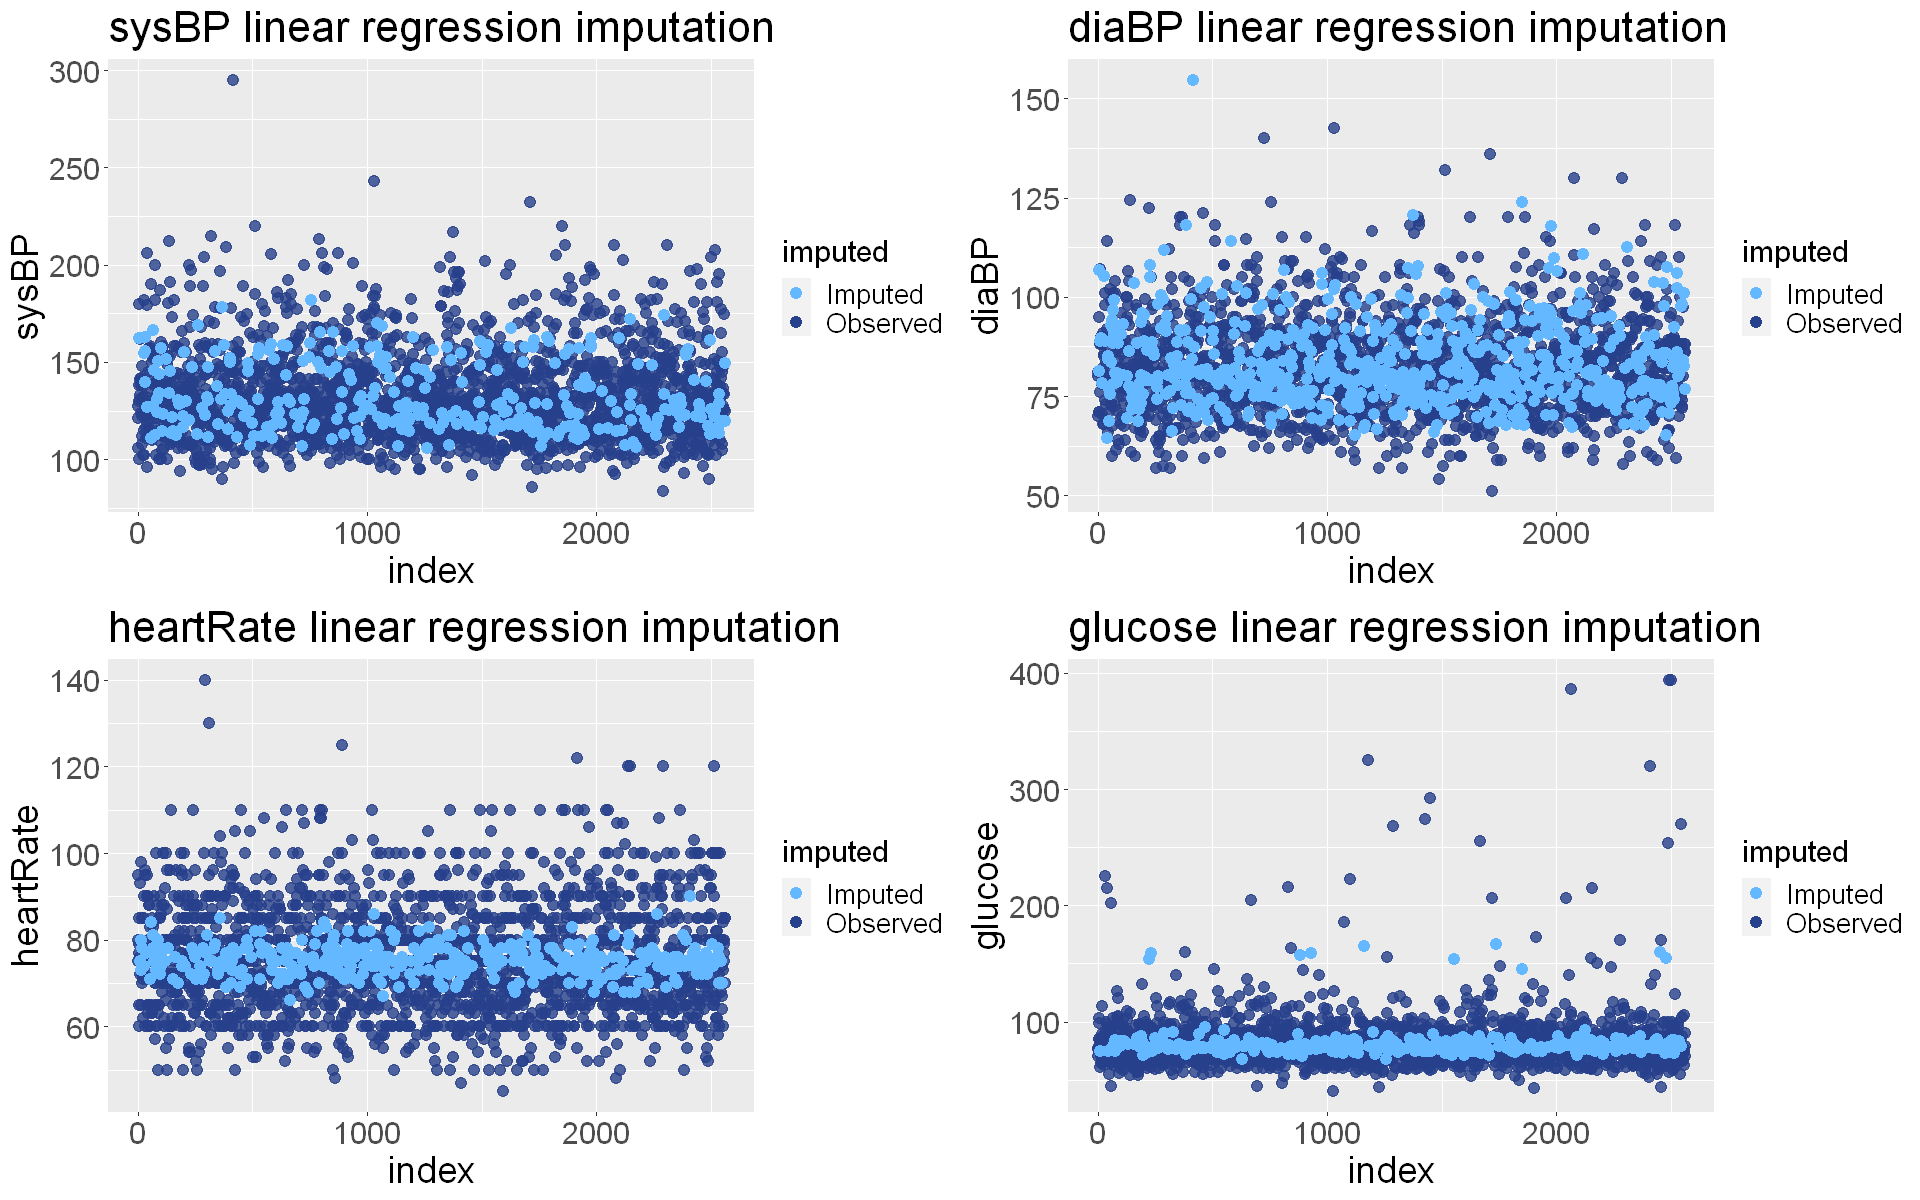 sysBP linear regression imputation
300
250
200
150
100
sysBP
0
1000
2000
index
imputed
Imputed
Observed
diaBP linear regression imputation
150
125
100
75
50
diaBP
0
1000
2000
index
imputed
Imputed
Observed
heartRate linear regression imputation
140
120
100
80
60
heartRate
0
1000
2000
index
imputed
Imputed
Observed
glucose linear regression imputation
400
300
200
100
glucose
0
1000
2000
index
imputed
Imputed
Observed